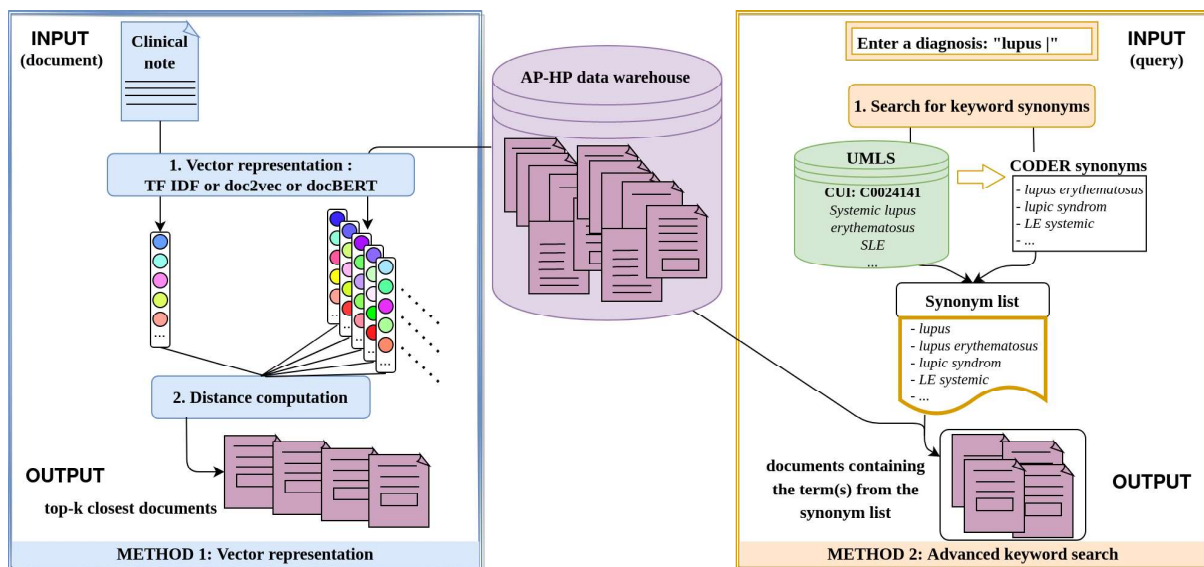 INPUT
(document)
Clinical
note
1. Vector representation :
TF IDF or doc2vec or docBERT
...
...
...
2. Distance computation
OUTPUT
top-k closest documents
METHOD 1: Vector representation
AP-HP data warehouse
Enter a diagnosis: "lupus |"
INPUT
(query)
1. Search for keyword synonyms
UMLS
CUI: C0024141
Systemic lupus
erythematosus
SLE
...
CODER synonyms
- lupus erythematosus
- lupic syndrom
- LE systemic
- ...
Synonym list
- lupus
- lupus erythematosus
- lupic syndrom
- LE systemic
- ...
documents containing
the term(s) from the
synonym list
OUTPUT
METHOD 2: Advanced keyword search